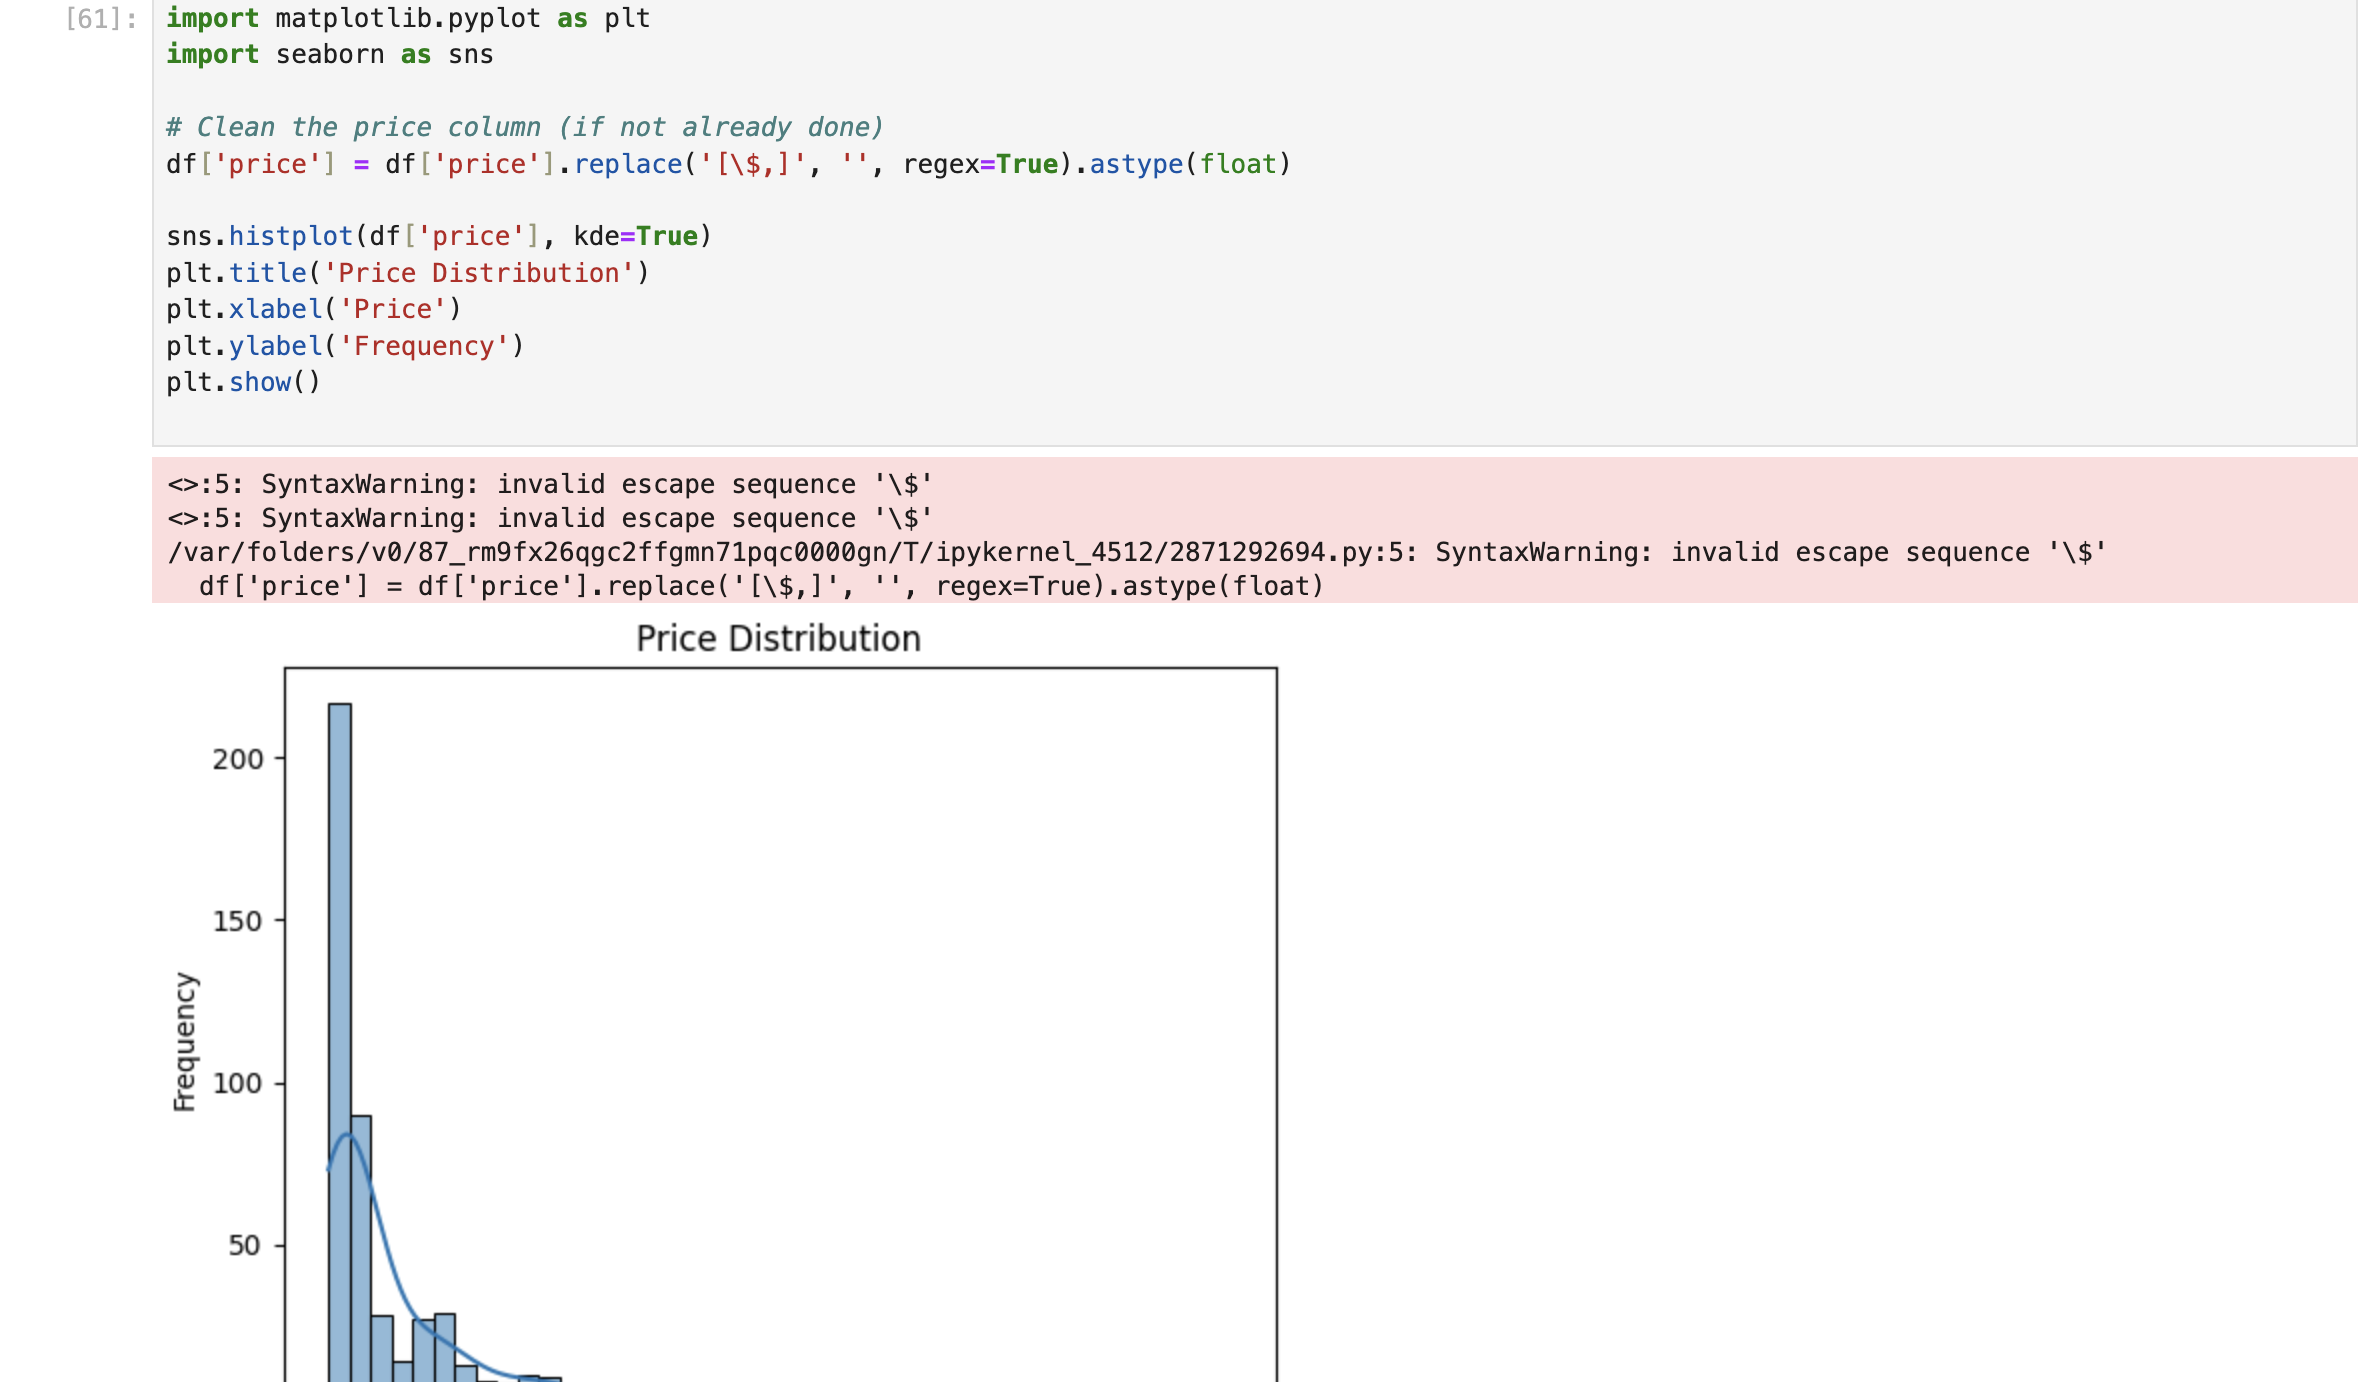 [61]: import matplotlib.pyplot as plt
import seaborn as sns
# Clean the price column (if not already done)
df['price'] = df['price'].replace('[\$,]', '', regex=True).astype(float)
sns.histplot(df['price'], kde=True)
plt.title('Price Distribution')
plt.xlabel('Price')
plt.ylabel('Frequency')
plt.show()
<>:5: SyntaxWarning: invalid escape sequence '\$'
<>:5: SyntaxWarning: invalid escape sequence '\$'
/var/folders/v0/87_rm9fx26qgc2ffgmn71pqc0000gn/T/ipykernel_4512/2871292694.py:5: SyntaxWarning: invalid escape sequence '\$'
  df['price'] = df['price'].replace('[\$,]', '', regex=True).astype(float)
Price Distribution
200
150
Frequency
100
50